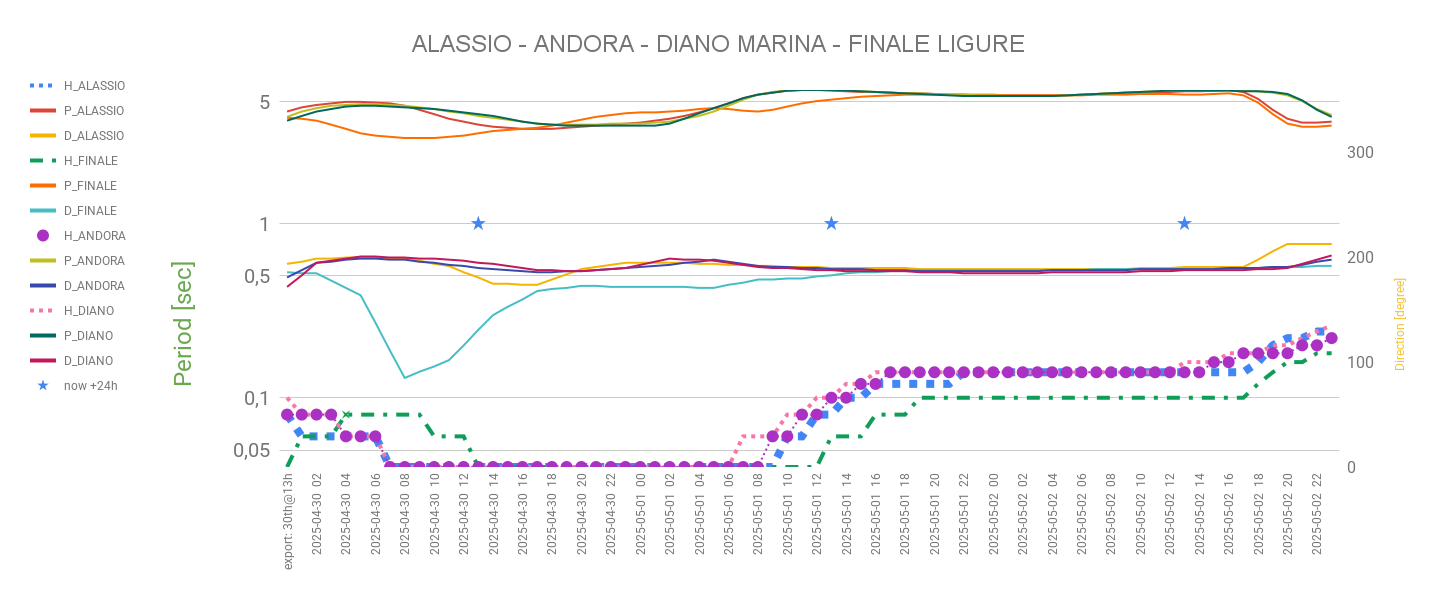 ALASSIO - ANDORA - DIANO MARINA - FINALE LIGURE
H_ALASSIO
P_ALASSIO
D_ALASSIO
H_FINALE
P_FINALE
D_FINALE
H_ANDORA
P_ANDORA
D_ANDORA
H_DIANO
P_DIANO
D_DIANO
now +24h
Period [sec]
5
1
0,5
0,1
0,05
300
200
100
0
Direction [degree]
export: 30th@13h
2025-04-30 02
2025-04-30 04
2025-04-30 06
2025-04-30 08
2025-04-30 10
2025-04-30 12
2025-04-30 14
2025-04-30 16
2025-04-30 18
2025-04-30 20
2025-04-30 22
2025-05-01 00
2025-05-01 02
2025-05-01 04
2025-05-01 06
2025-05-01 08
2025-05-01 10
2025-05-01 12
2025-05-01 14
2025-05-01 16
2025-05-01 18
2025-05-01 20
2025-05-01 22
2025-05-02 00
2025-05-02 02
2025-05-02 04
2025-05-02 06
2025-05-02 08
2025-05-02 10
2025-05-02 12
2025-05-02 14
2025-05-02 16
2025-05-02 18
2025-05-02 20
2025-05-02 22